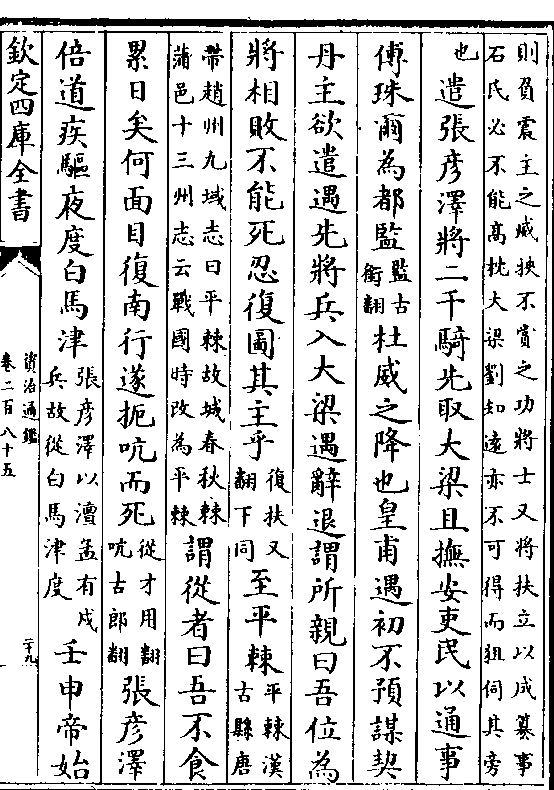 則負震主之威挾不賞之功將士又將扶立以成篡事
石氏必不能高枕大梁劉知遠亦不可得而狙伺其旁
也遣張彦澤將二千騎先取大梁且撫安吏民以通事
傅珠爾為都監監古
銜翻杜威之降也皇甫遇初不預謀契
丹主欲遣遇先將兵入大梁遇辭退謂所親曰吾位為
將相敗不能死忍復圖其主乎復扶又
翻下同至平棘平棘漢
古縣唐
帶趙州九域志曰平棘故城春秋棘
蒲邑十三州志云戰國時改為平棘謂從者曰吾不食
累日矣何面目復南行遂扼吭而死從才用翻
吭古郎翻張彦澤
倍道疾驅夜度白馬津張彦澤以瀆孟有戍
兵故從白馬津度壬申帝始
欽定四庫全書
資治通鑑
卷二百八十五
二十九